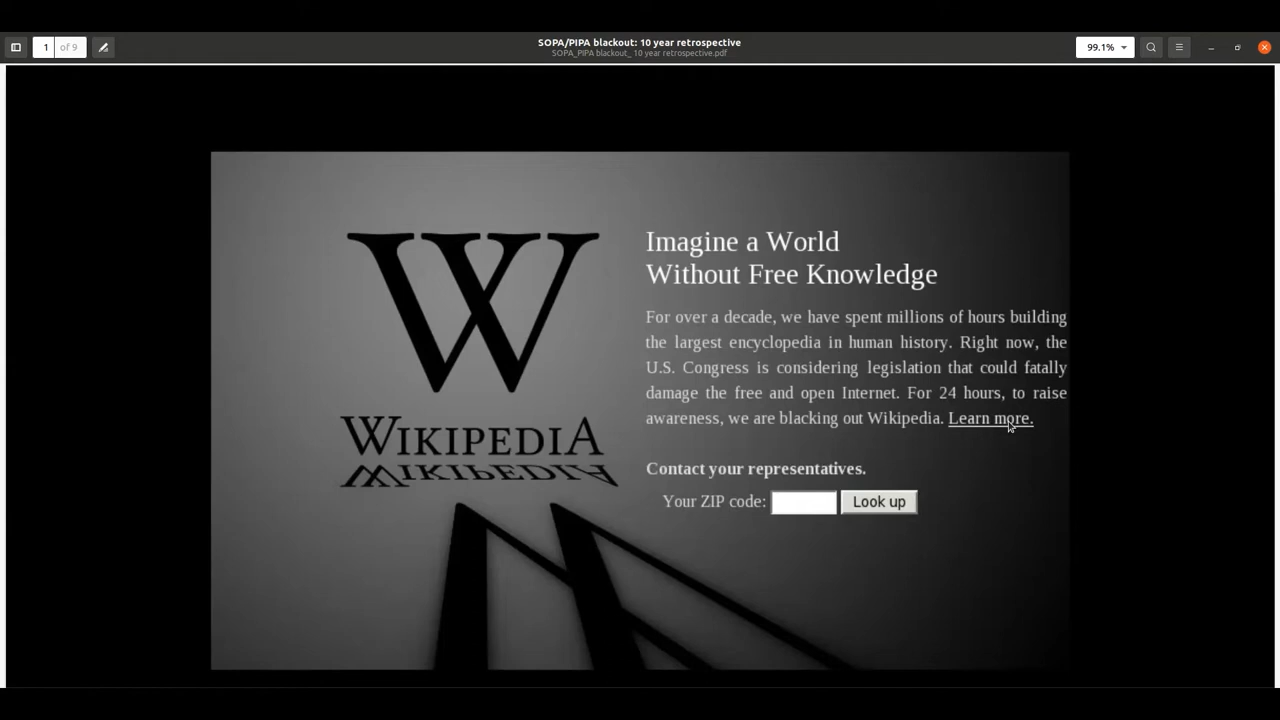 1 of 9
SOPA/PIPA blackout: 10 year retrospective
SOPA_PIPA blackout_ 10 year retrospective.pdf
99.1%
W
WIKIPEDIA
Imagine a World
Without Free Knowledge
For over a decade, we have spent millions of hours building
the largest encyclopedia in human history. Right now, the
U.S. Congress is considering legislation that could fatally
damage the free and open Internet. For 24 hours, to raise
awareness, we are blacking out Wikipedia. Learn more.
Contact your representatives.
Your ZIP code: Look up